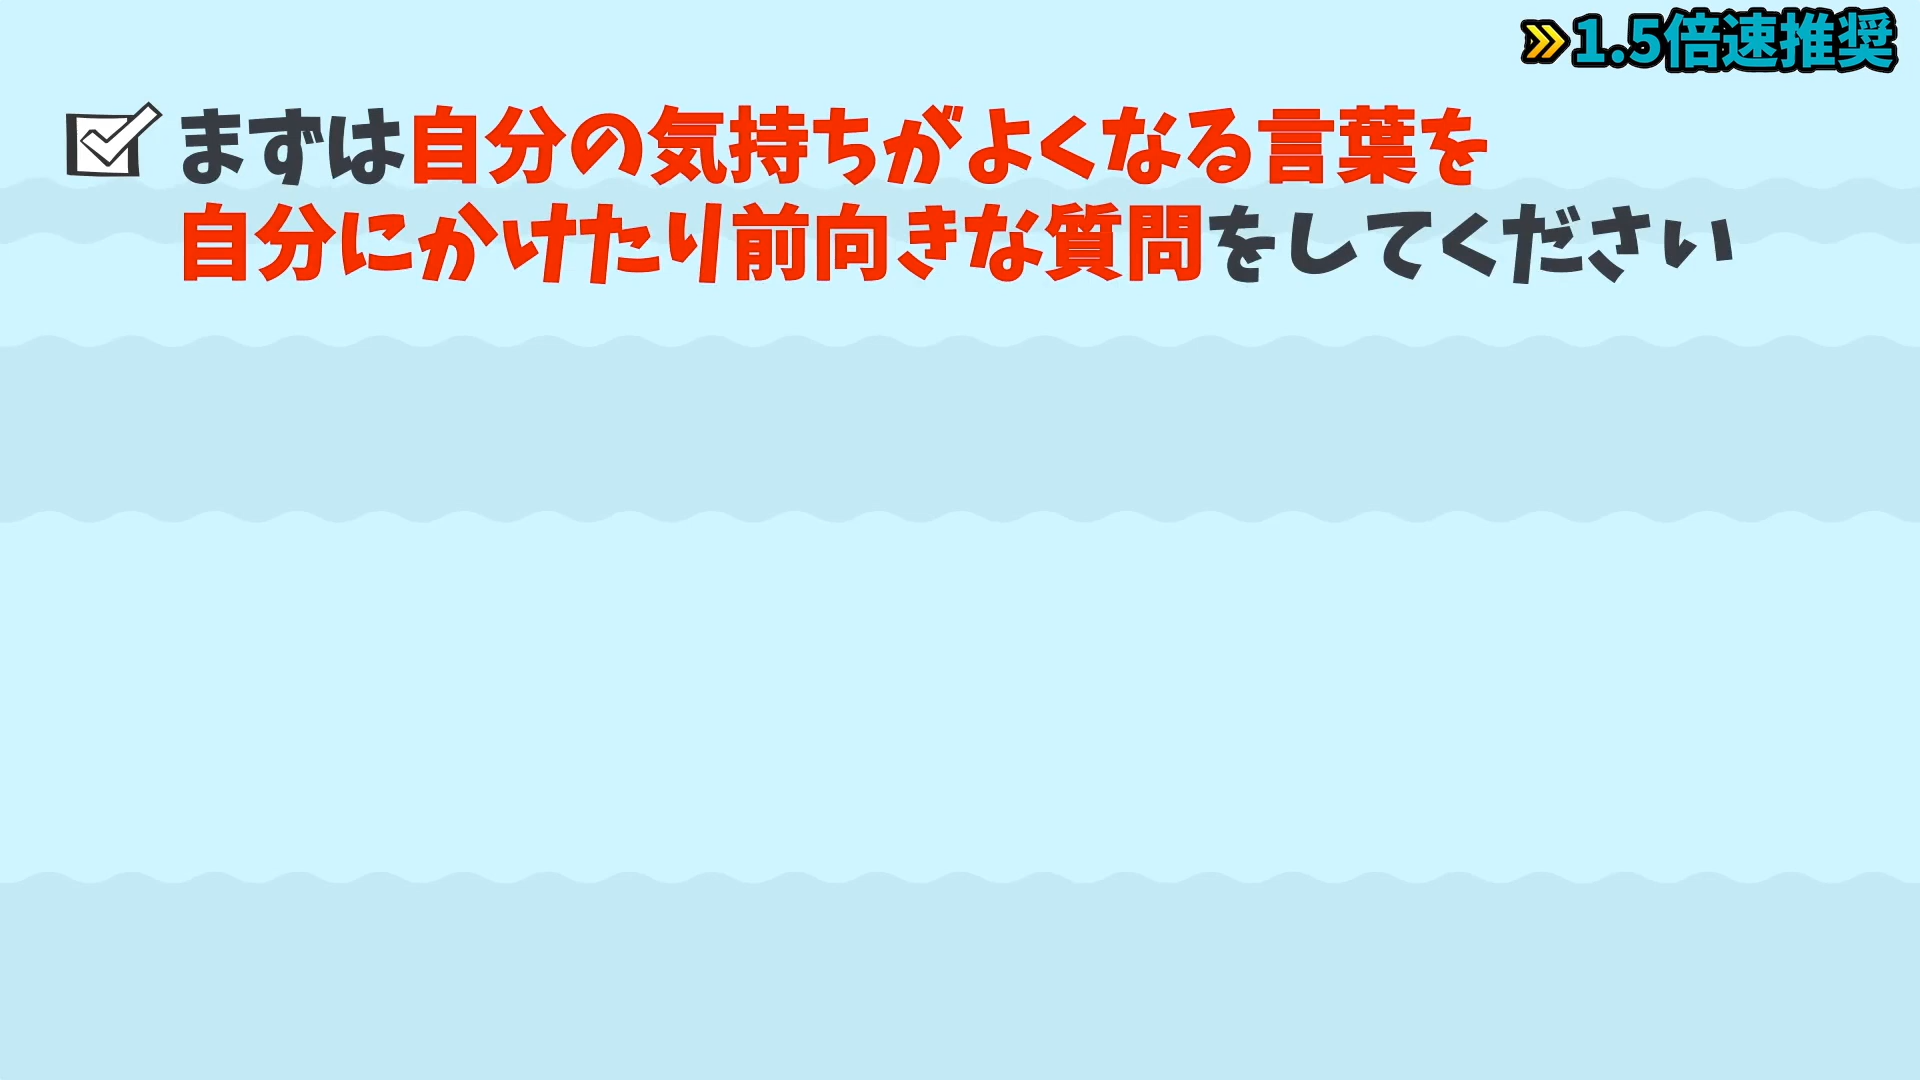 1.5倍速推奨
まずは自分の気持ちがよくなる言葉を
自分にかけたり前向きな質問をしてください